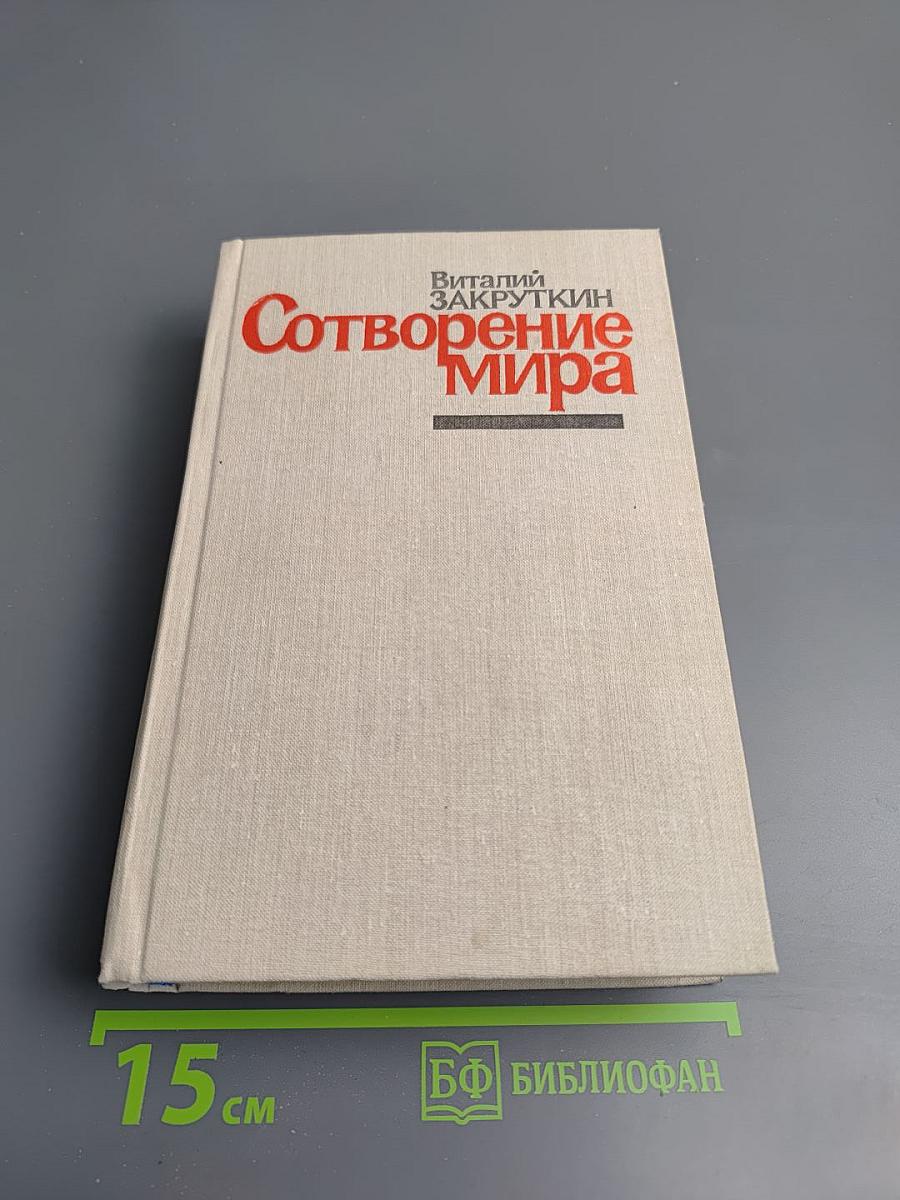 Виталий
ЗАКРУТКИН
Сотворение
мира
15 см
БФ БИБЛИОФАН